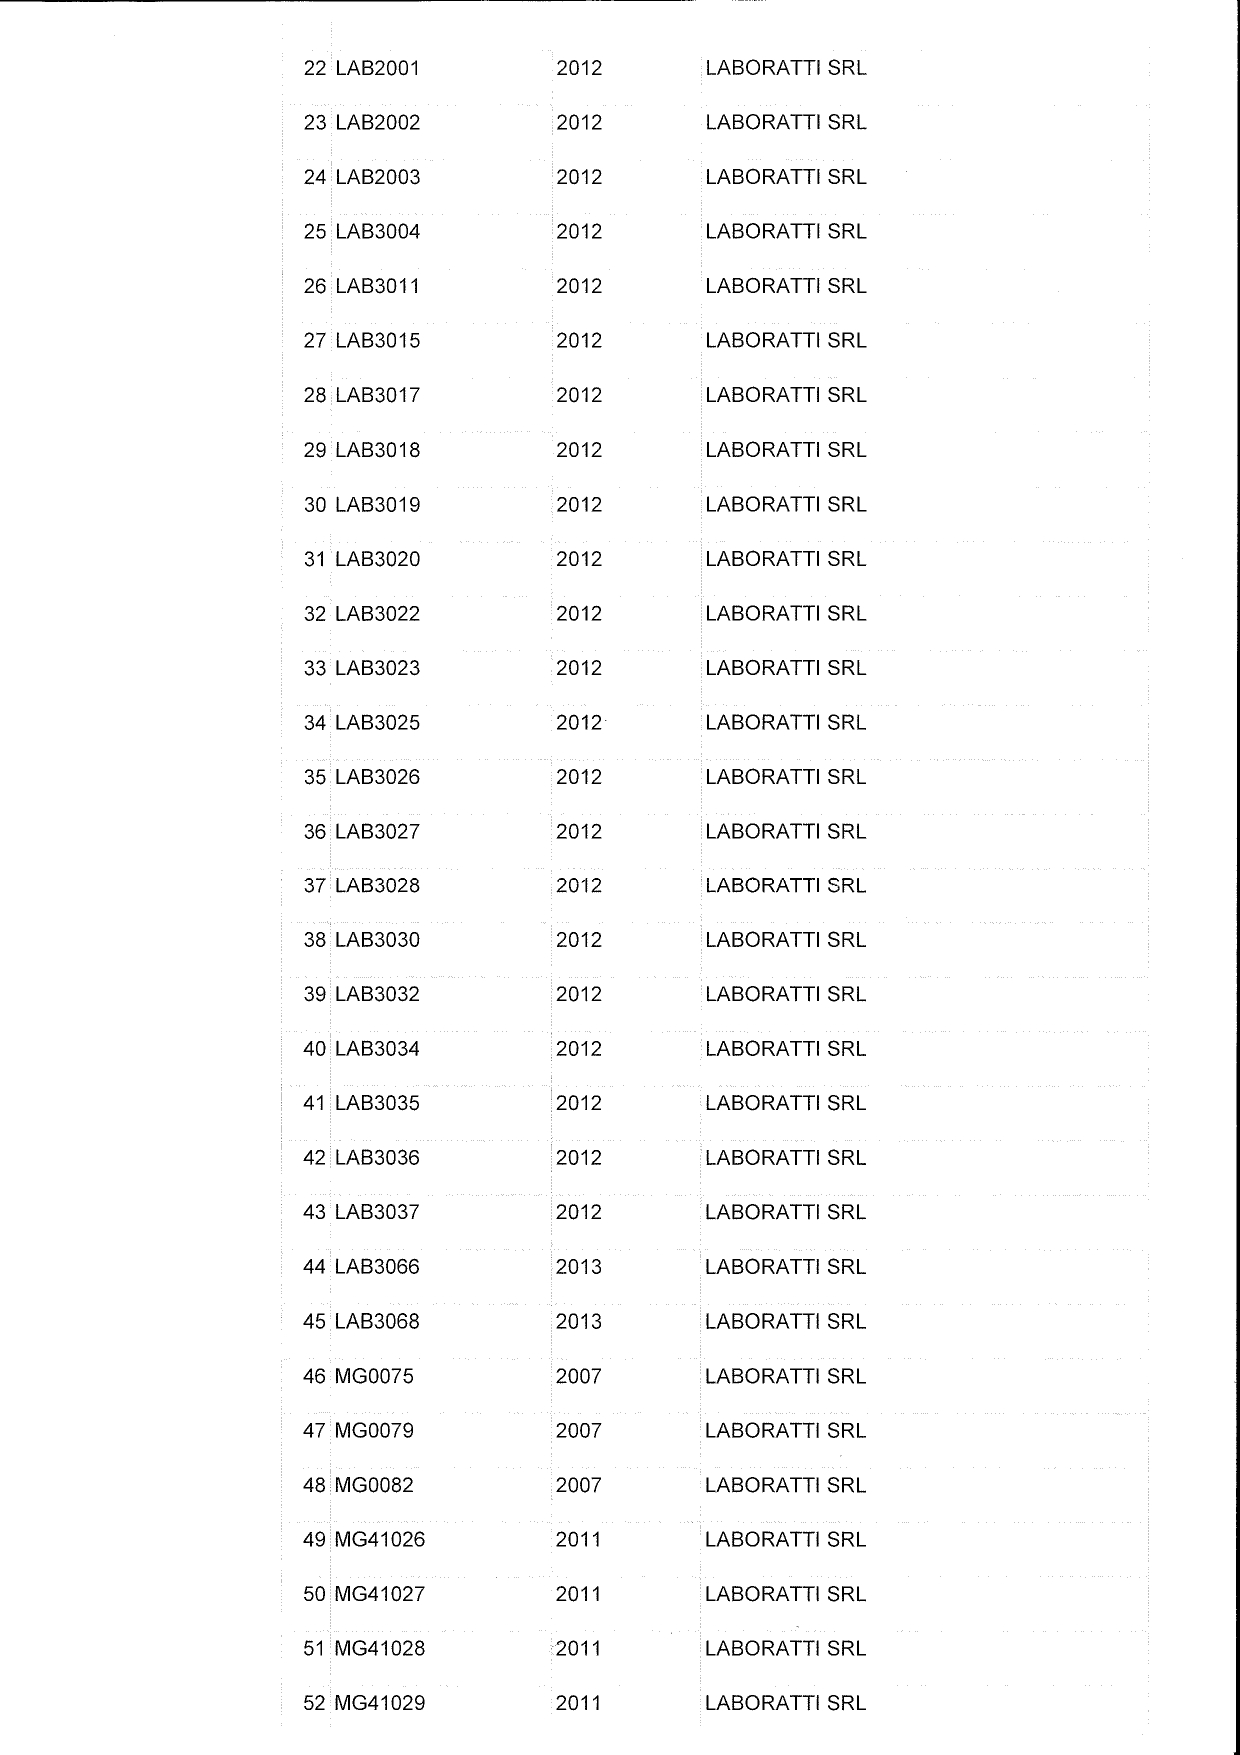 22 LAB2001 2012 LABORATTI SRL
23 LAB2002 2012 LABORATTI SRL
24 LAB2003 2012 LABORATTI SRL
25 LAB3004 2012 LABORATTI SRL
26 LAB3011 2012 LABORATTI SRL
27 LAB3015 2012 LABORATTI SRL
28 LAB3017 2012 LABORATTI SRL
29 LAB3018 2012 LABORATTI SRL
30 LAB3019 2012 LABORATTI SRL
31 LAB3020 2012 LABORATTI SRL
32 LAB3022 2012 LABORATTI SRL
33 LAB3023 2012 LABORATTI SRL
34 LAB3025 2012 LABORATTI SRL
35 LAB3026 2012 LABORATTI SRL
36 LAB3027 2012 LABORATTI SRL
37 LAB3028 2012 LABORATTI SRL
38 LAB3030 2012 LABORATTI SRL
39 LAB3032 2012 LABORATTI SRL
40 LAB3034 2012 LABORATTI SRL
41 LAB3035 2012 LABORATTI SRL
42 LAB3036 2012 LABORATTI SRL
43 LAB3037 2012 LABORATTI SRL
44 LAB3066 2013 LABORATTI SRL
45 LAB3068 2013 LABORATTI SRL
46 MG0075 2007 LABORATTI SRL
47 MG0079 2007 LABORATTI SRL
48 MG0082 2007 LABORATTI SRL
49 MG41026 2011 LABORATTI SRL
50 MG41027 2011 LABORATTI SRL
51 MG41028 2011 LABORATTI SRL
52 MG41029 2011 LABORATTI SRL